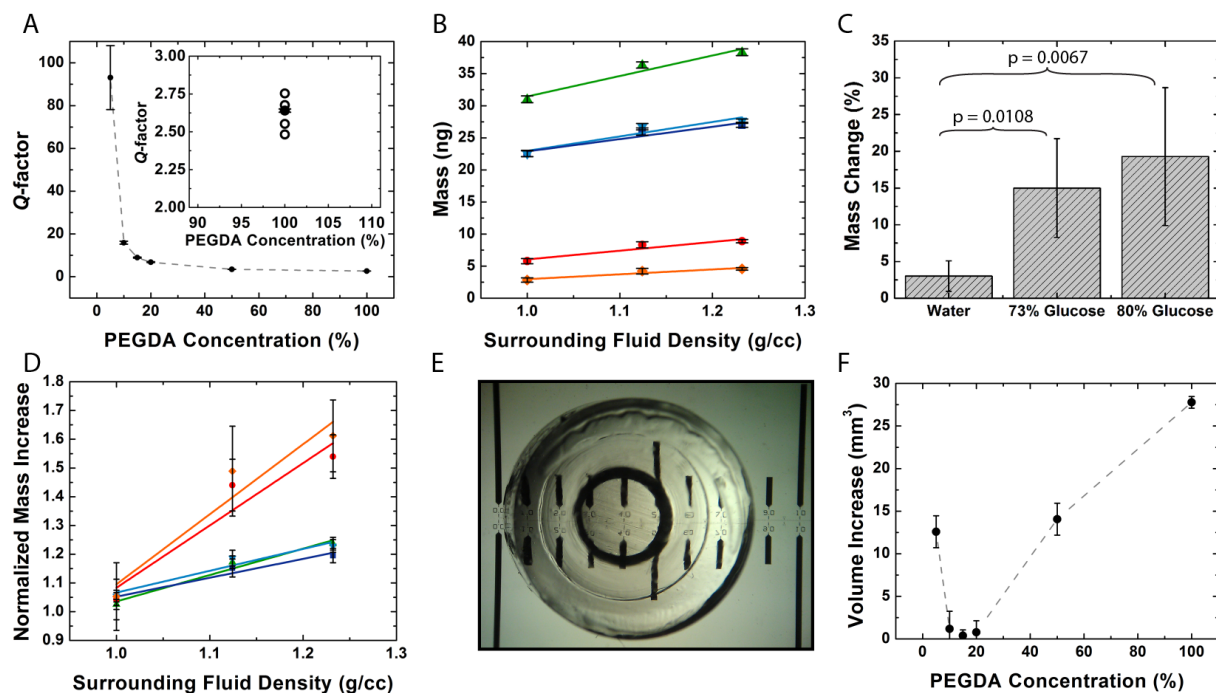 A
Q-factor
100
80
60
40
20
0
0 20 40 60 80 100
PEGDA Concentration (%)
3.00
2.75
2.50
2.25
2.00
Q-factor
90 95 100 105 110
PEGDA Concentration (%)
B
Mass (ng)
40
35
30
25
20
15
10
5
0
1.0 1.1 1.2 1.3
Surrounding Fluid Density (g/cc)
C
Mass Change (%)
35
30
25
20
15
10
5
0
p = 0.0067
p = 0.0108
Water 73% Glucose 80% Glucose
D
Normalized Mass Increase
1.8
1.7
1.6
1.5
1.4
1.3
1.2
1.1
1.0
0.9
1.0 1.1 1.2 1.3
Surrounding Fluid Density (g/cc)
E
F
Volume Increase (mm³)
30
25
20
15
10
5
0
0 20 40 60 80 100
PEGDA Concentration (%)